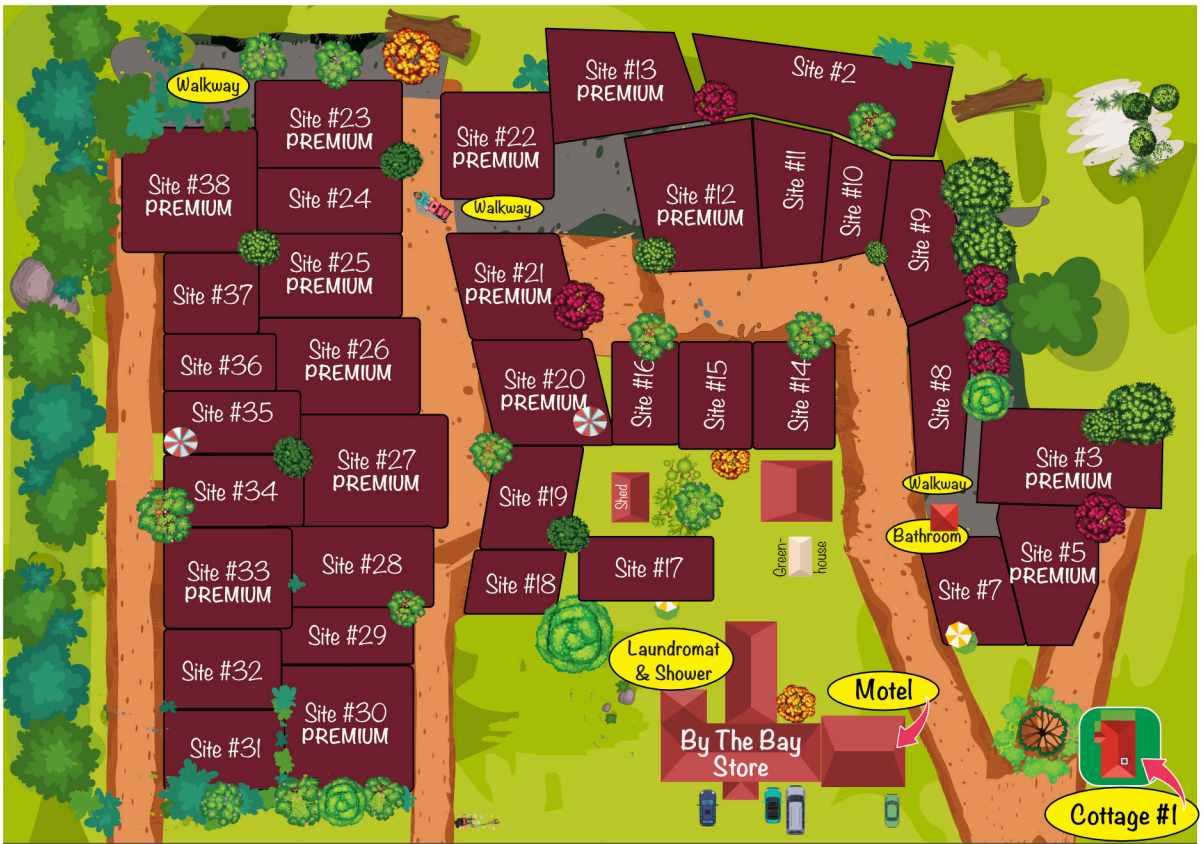 Walkway
Site #13
PREMIUM
Site #2
Site #23
PREMIUM
Site #22
PREMIUM
Site #11
Site #10
Site #38
PREMIUM
Site #24
Walkway
Site #12
PREMIUM
Site #9
Site #25
PREMIUM
Site #21
PREMIUM
Site #37
Site #36
Site #26
PREMIUM
Site #20
PREMIUM
Site #16
Site #15
Site #14
Site #8
Site #35
Site #27
PREMIUM
Site #3
PREMIUM
Site #34
Site #19
Shed
Walkway
Bathroom
Site #33
PREMIUM
Site #28
Site #18
Site #17
Green-
house
Site #7
Site #5
PREMIUM
Site #29
Site #32
Laundromat
& Shower
Motel
Site #30
PREMIUM
Site #31
By The Bay
Store
Cottage #1